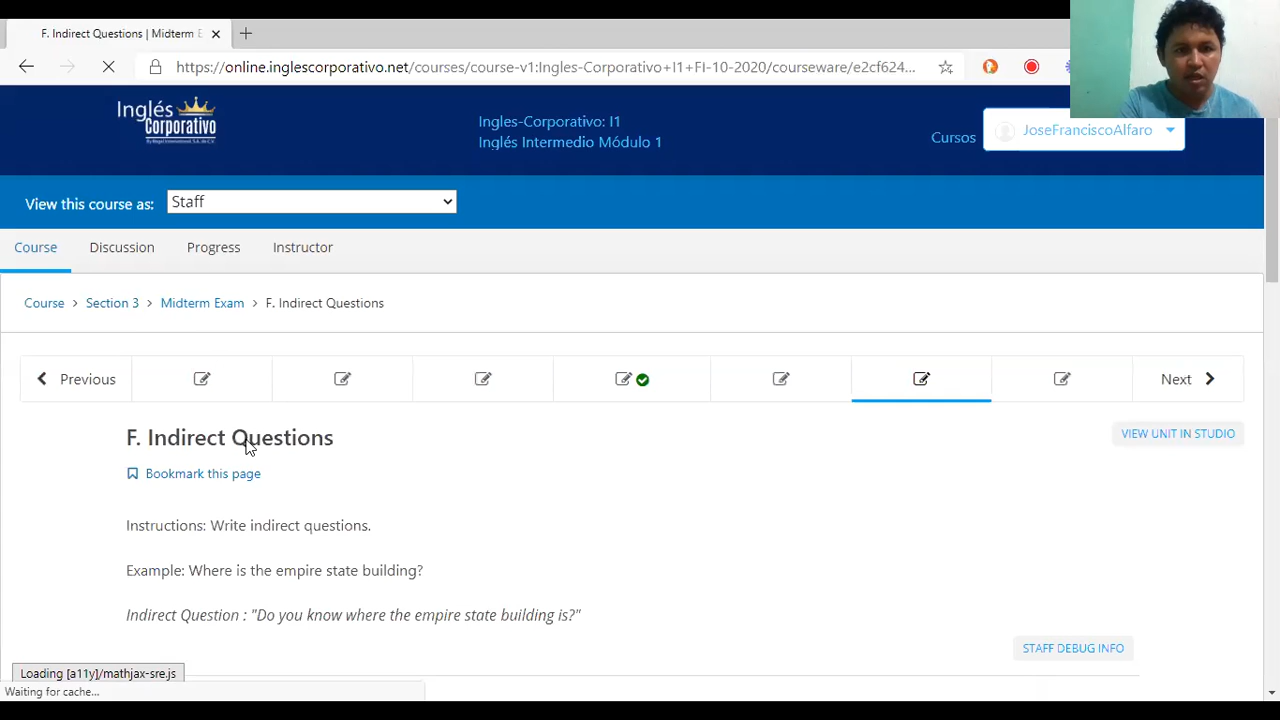 F. Indirect Questions | Midterm E
https://online.inglescorporativo.net/courses/course-v1:Ingles-Corporativo+I1+FI-10-2020/courseware/e2cf624...
Inglés
Corporativo
Ingles-Corporativo: I1
Inglés Intermedio Módulo 1
Cursos
JoseFranciscoAlfaro
View this course as:
Staff
Course
Discussion
Progress
Instructor
Course > Section 3 > Midterm Exam > F. Indirect Questions
Previous
Next
F. Indirect Questions
VIEW UNIT IN STUDIO
Bookmark this page
Instructions: Write indirect questions.
Example: Where is the empire state building?
Indirect Question : "Do you know where the empire state building is?"
STAFF DEBUG INFO
Loading [a11y]/mathjax-sre.js
Waiting for cache...